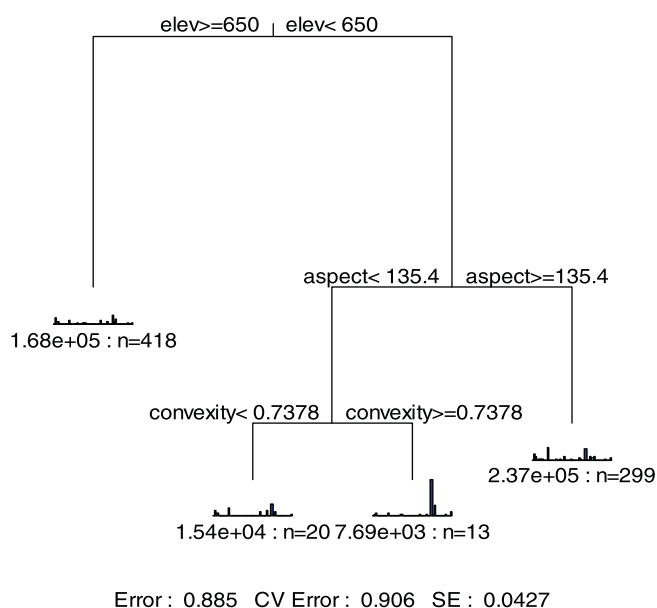 elev>=650 elev< 650
aspect< 135.4 aspect>=135.4
1.68e+05 : n=418
convexity< 0.7378 convexity>=0.7378
2.37e+05 : n=299
1.54e+04 : n=20 7.69e+03 : n=13
Error : 0.885 CV Error : 0.906 SE : 0.0427